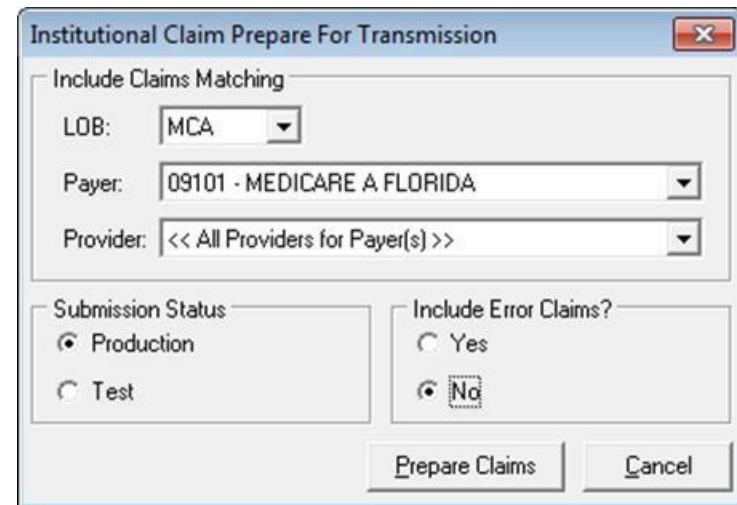 Institutional Claim Prepare For Transmission
Include Claims Matching
LOB: MCA
Payer: 09101 - MEDICARE A FLORIDA
Provider: << All Providers for Payer(s) >>
Submission Status
Production
Test
Include Error Claims?
Yes
No
Prepare Claims Cancel